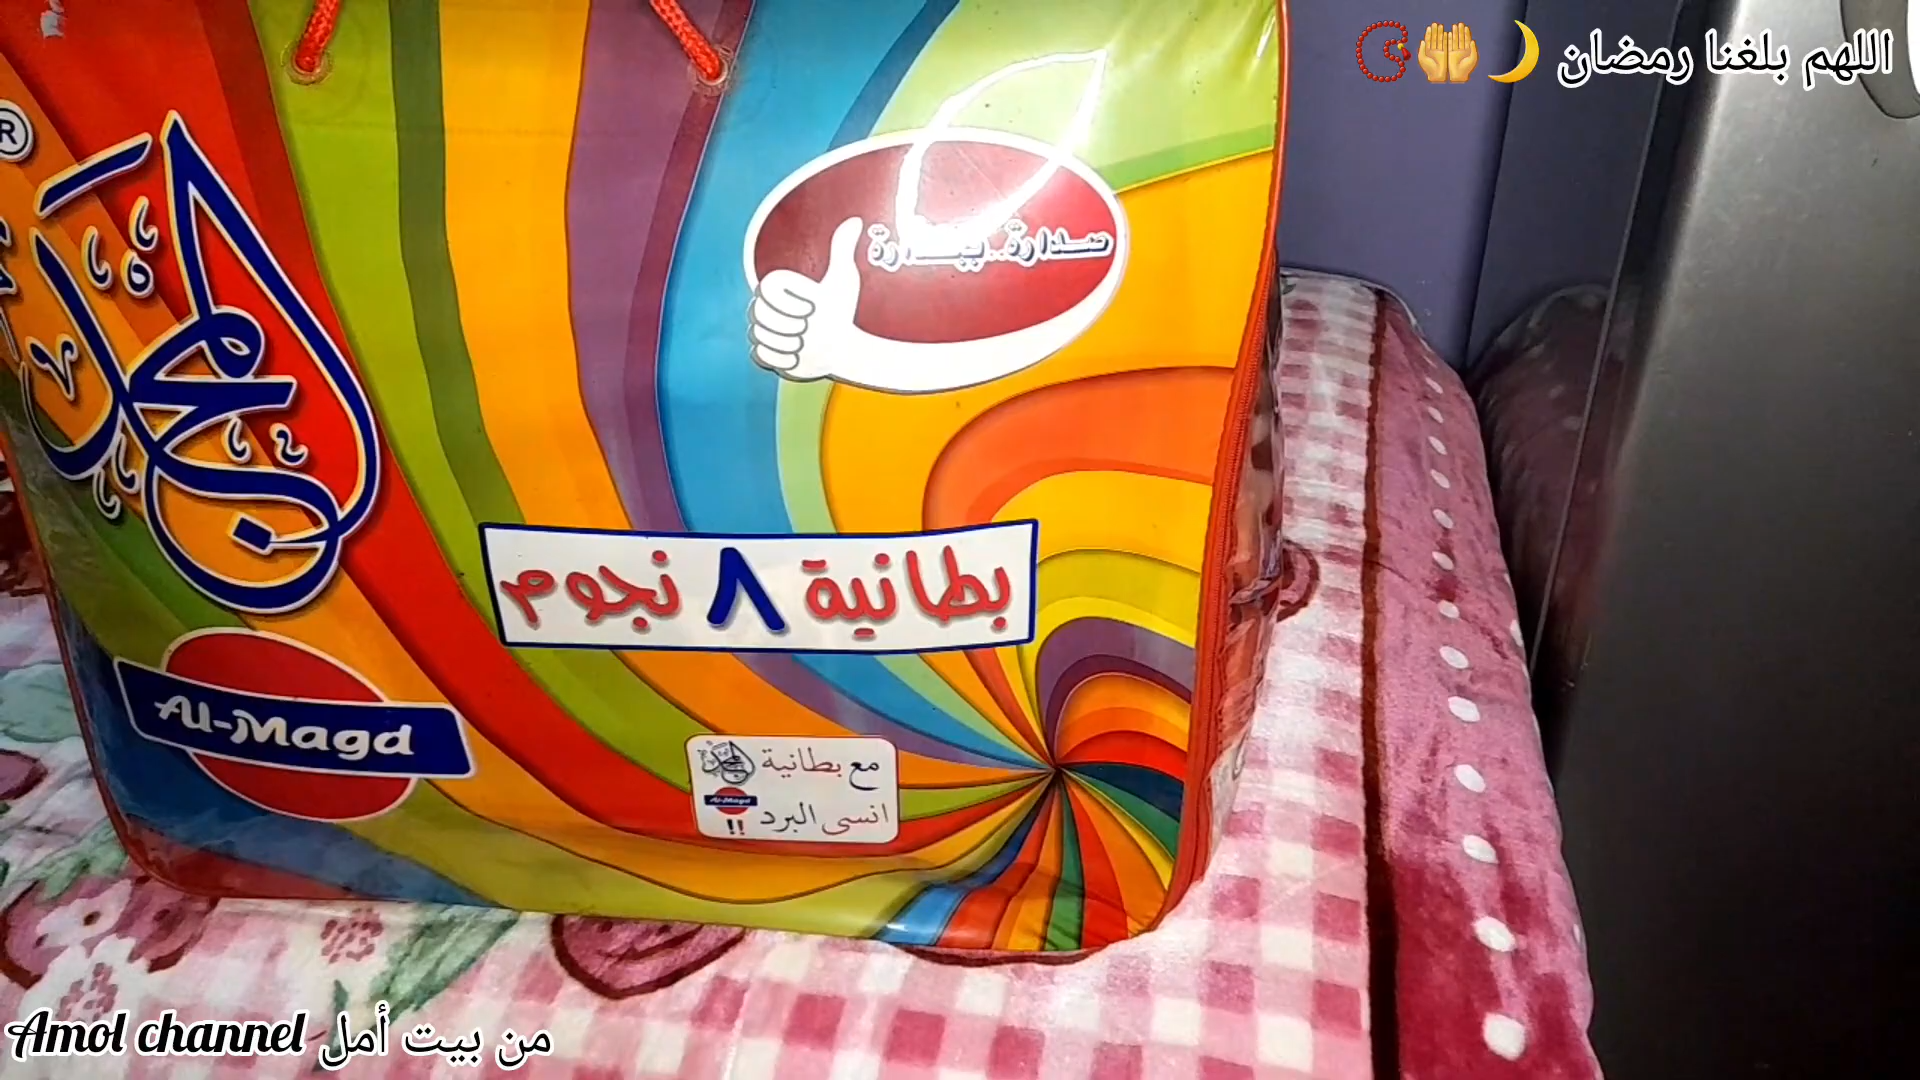 اللهم بلغنا رمضان 🌙🤲📿
®
المجد
صدارة..بجدارة
بطانية ٨ نجوم
Al-Magd
مع بطانية المجد
Al-Magd
انسى البرد !!
Amol channel من بيت أمل